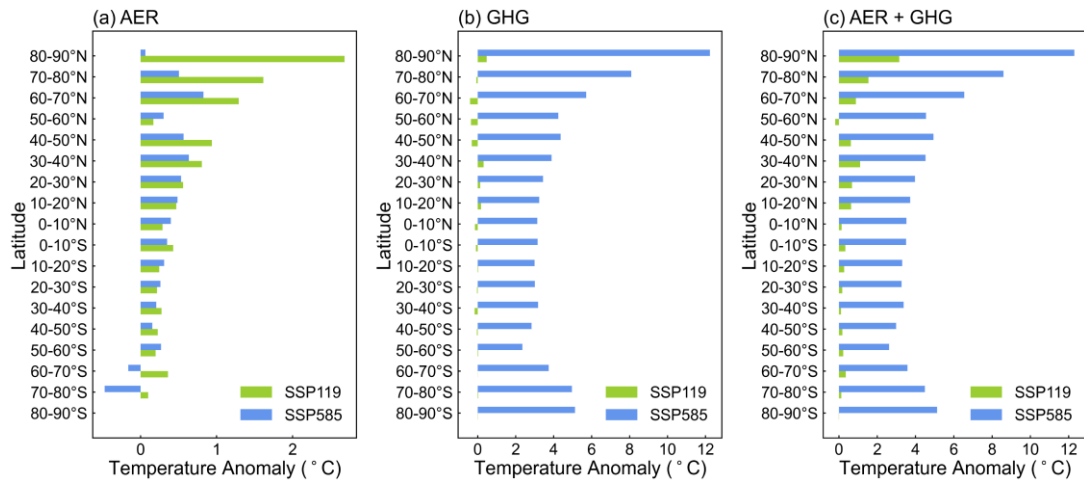 (a) AER
Latitude
80-90°N
70-80°N
60-70°N
50-60°N
40-50°N
30-40°N
20-30°N
10-20°N
0-10°N
0-10°S
10-20°S
20-30°S
30-40°S
40-50°S
50-60°S
60-70°S
70-80°S
80-90°S
SSP119
SSP585
0 1 2
Temperature Anomaly (°C)
(b) GHG
Latitude
80-90°N
70-80°N
60-70°N
50-60°N
40-50°N
30-40°N
20-30°N
10-20°N
0-10°N
0-10°S
10-20°S
20-30°S
30-40°S
40-50°S
50-60°S
60-70°S
70-80°S
80-90°S
SSP119
SSP585
0 2 4 6 8 10 12
Temperature Anomaly (°C)
(c) AER + GHG
Latitude
80-90°N
70-80°N
60-70°N
50-60°N
40-50°N
30-40°N
20-30°N
10-20°N
0-10°N
0-10°S
10-20°S
20-30°S
30-40°S
40-50°S
50-60°S
60-70°S
70-80°S
80-90°S
SSP119
SSP585
0 2 4 6 8 10 12
Temperature Anomaly (°C)